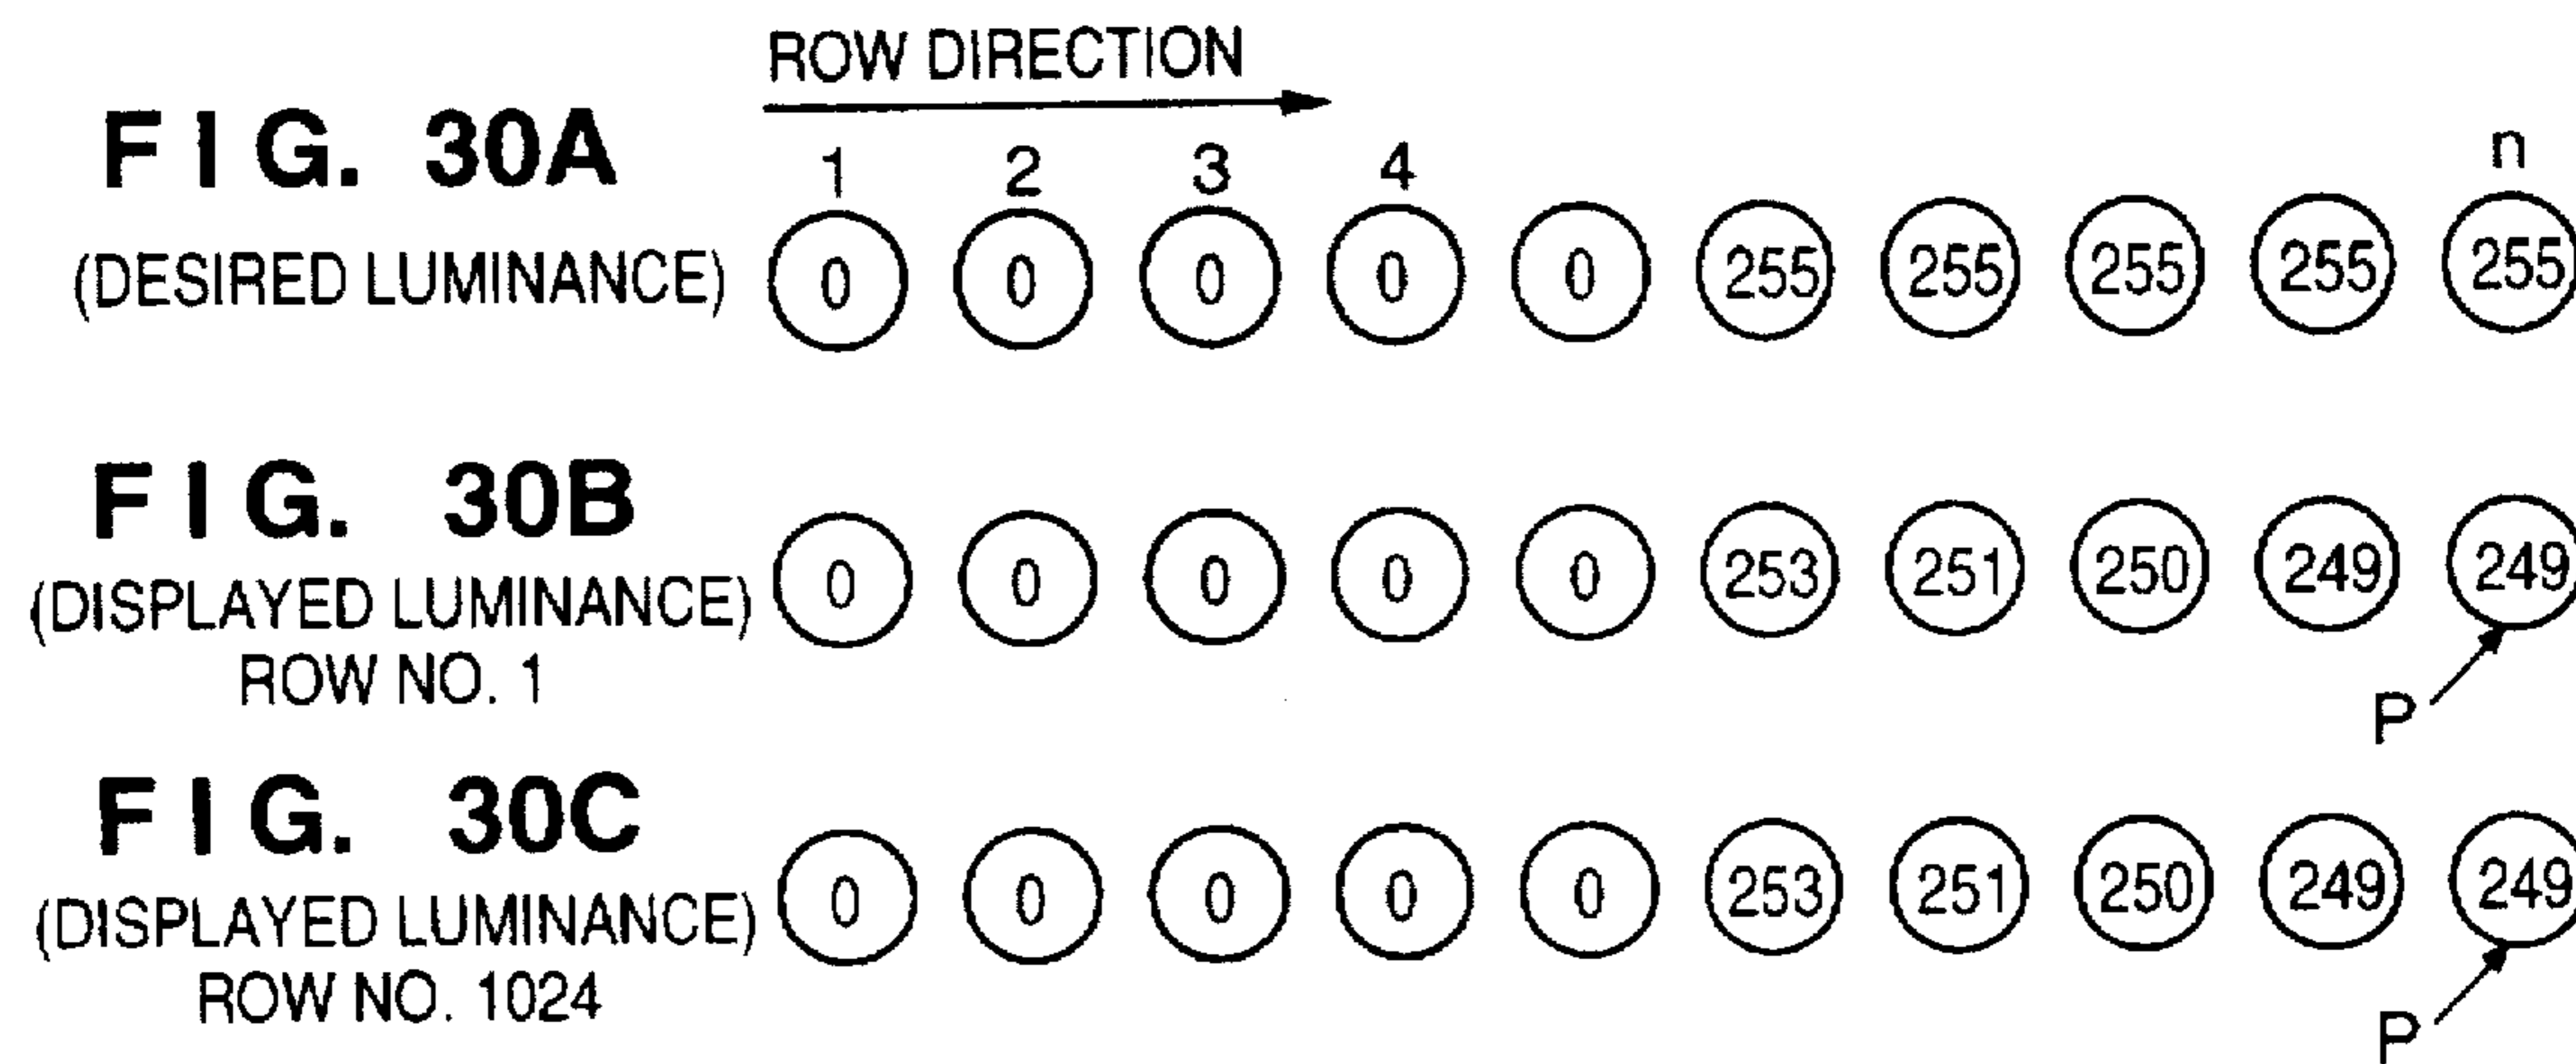 ROW DIRECTION
FIG. 30A
1 2 3 4 n
(DESIRED LUMINANCE) 0 0 0 0 0 255 255 255 255 255
FIG. 30B
(DISPLAYED LUMINANCE) 0 0 0 0 0 253 251 250 249 249
ROW NO. 1
P
FIG. 30C
(DISPLAYED LUMINANCE) 0 0 0 0 0 253 251 250 249 249
ROW NO. 1024
P